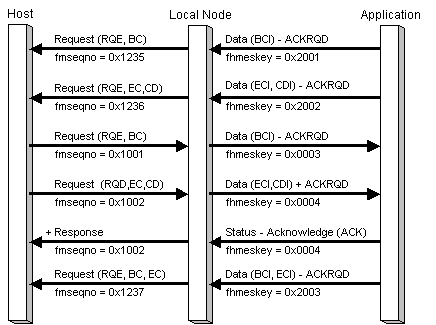 Host Local Node Application
Request (RQE, BC) Data (BCI) - ACKRQD
fmseqno = 0x1235 fhmeskey = 0x2001
Request (RQE, EC,CD) Data (ECI, CDI) - ACKRQD
fmseqno = 0x1236 fhmeskey = 0x2002
Request (RQE, BC) Data (BCI) - ACKRQD
fmseqno = 0x1001 fhmeskey = 0x0003
Request (RQD,EC,CD) Data (ECI,CDI) + ACKRQD
fmseqno = 0x1002 fhmeskey = 0x0004
+ Response Status - Acknowledge (ACK)
fmseqno = 0x1002 fhmeskey = 0x0004
Request (RQE, BC, EC) Data (BCI, ECI) - ACKRQD
fmseqno = 0x1237 fhmeskey = 0x2003